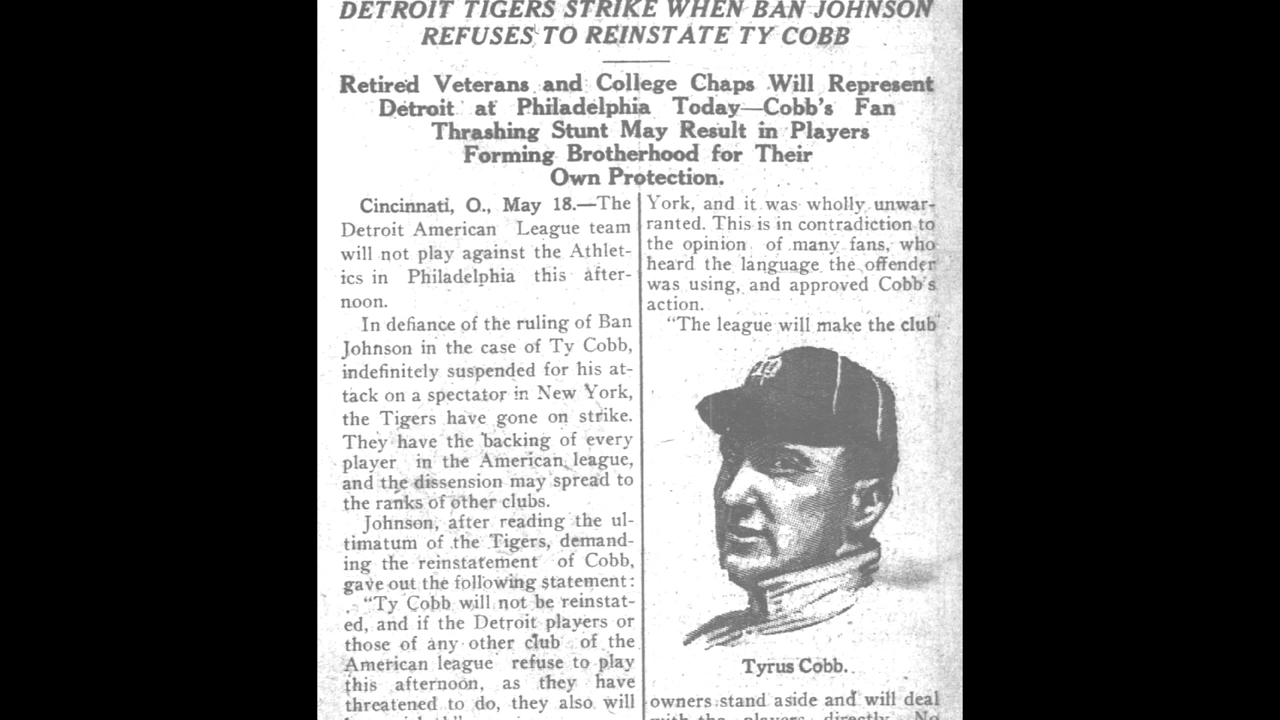 DETROIT TIGERS STRIKE WHEN BAN JOHNSON
REFUSES TO REINSTATE TY COBB
Retired Veterans and College Chaps Will Represent
Detroit at Philadelphia Today—Cobb's Fan
Thrashing Stunt May Result in Players
Forming Brotherhood for Their
Own Protection.
Cincinnati, O., May 18.—The
Detroit American League team
will not play against the Athlet-
ics in Philadelphia this after-
noon.
In defiance of the ruling of Ban
Johnson in the case of Ty Cobb,
indefinitely suspended for his at-
tack on a spectator in New York,
the Tigers have gone on strike.
They have the backing of every
player in the American league,
and the dissension may spread to
the ranks of other clubs.
Johnson, after reading the ul-
timatum of the Tigers, demand-
ing the reinstatement of Cobb,
gave out the following statement:
"Ty Cobb will not be reinstat-
ed, and if the Detroit players or
those of any other club of the
American league refuse to play
this afternoon, as they have
threatened to do, they also will
York, and it was wholly unwar-
ranted. This is in contradiction to
the opinion of many fans, who
heard the language the offender
was using, and approved Cobb's
action.
"The league will make the club
Tyrus Cobb.
owners stand aside and will deal
with the players directly. No